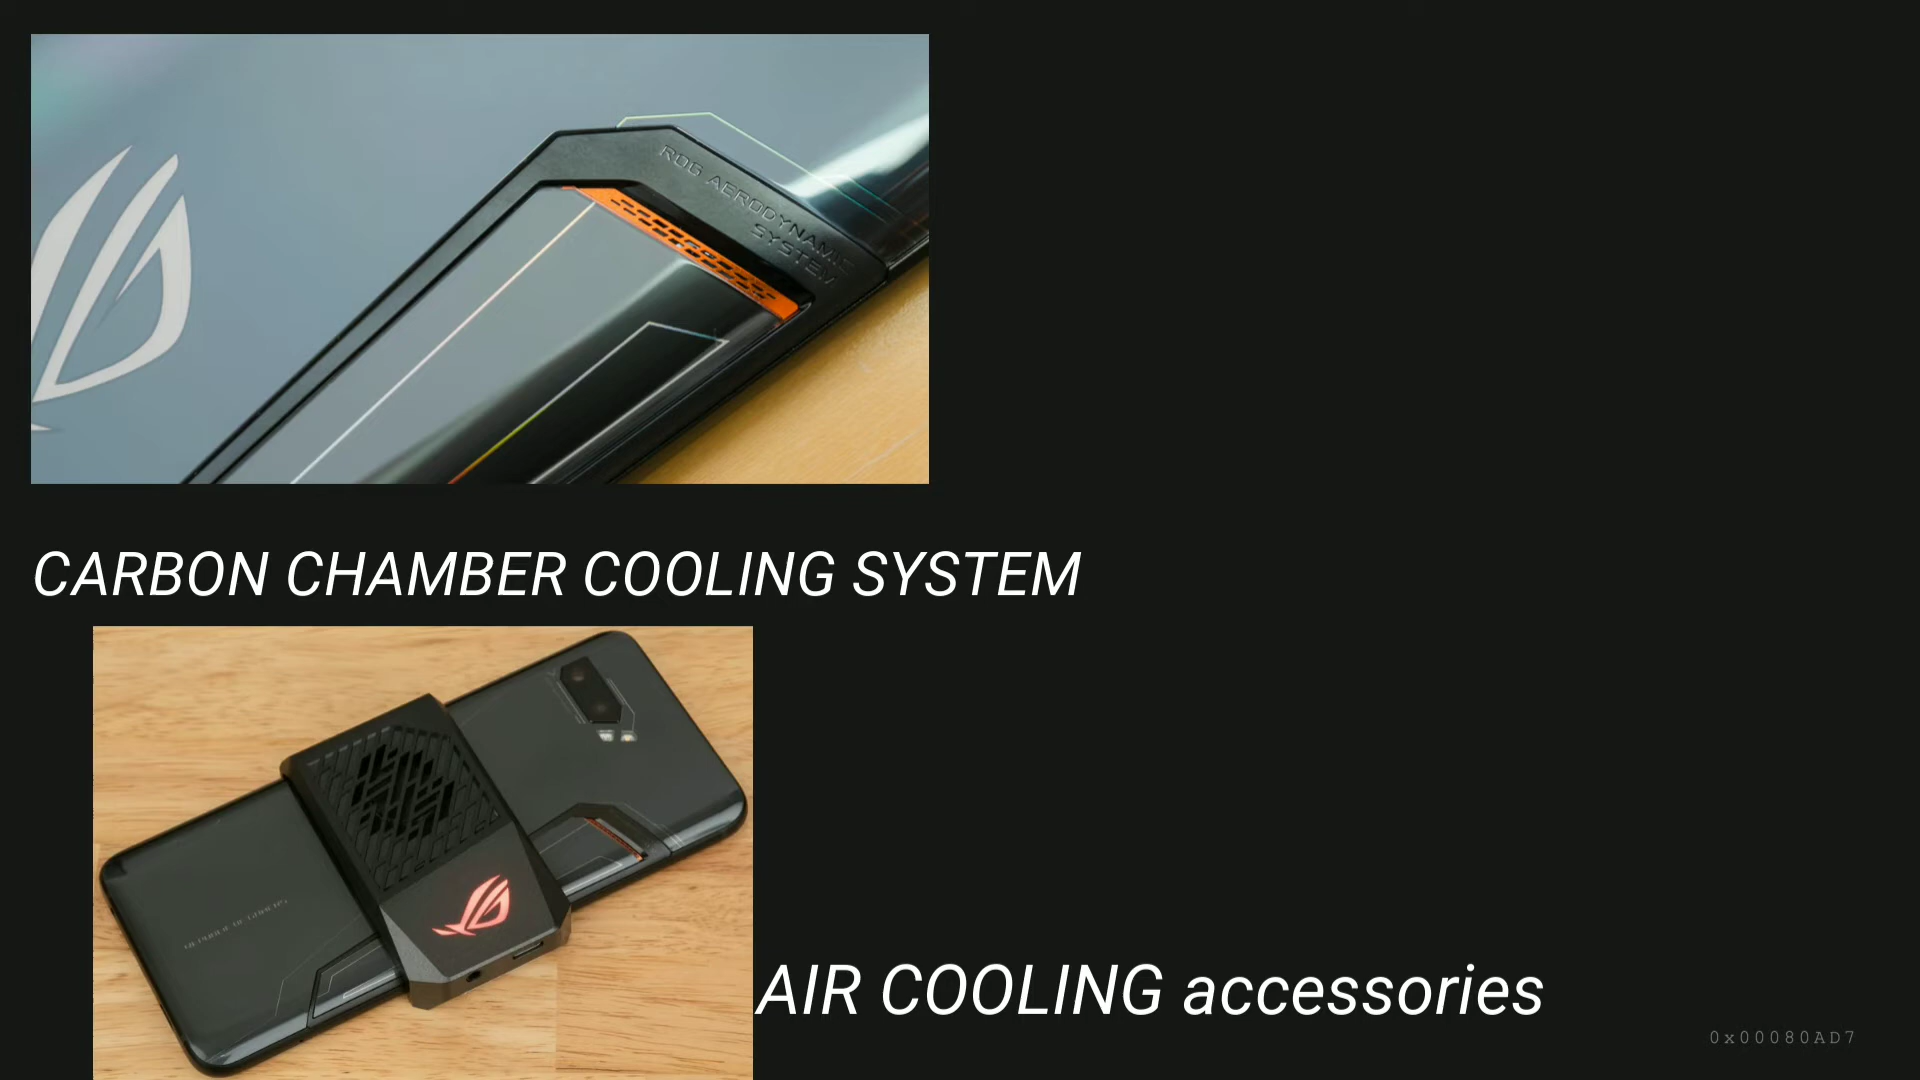 ROG AERODYNAMIC
SYSTEM
CARBON CHAMBER COOLING SYSTEM
AIR COOLING accessories
0x00080AD7